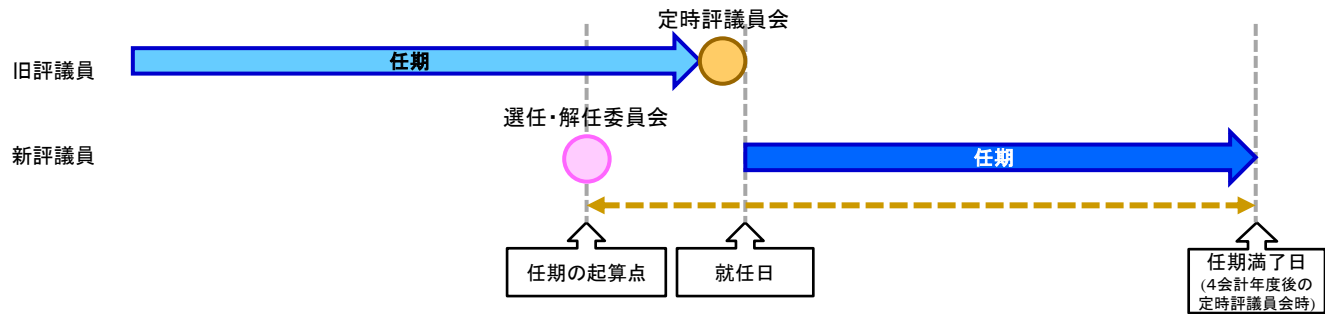 定時評議員会
旧評議員
任期
選任・解任委員会
新評議員
任期
任期の起算点
就任日
任期満了日
(4会計年度後の
定時評議員会時)